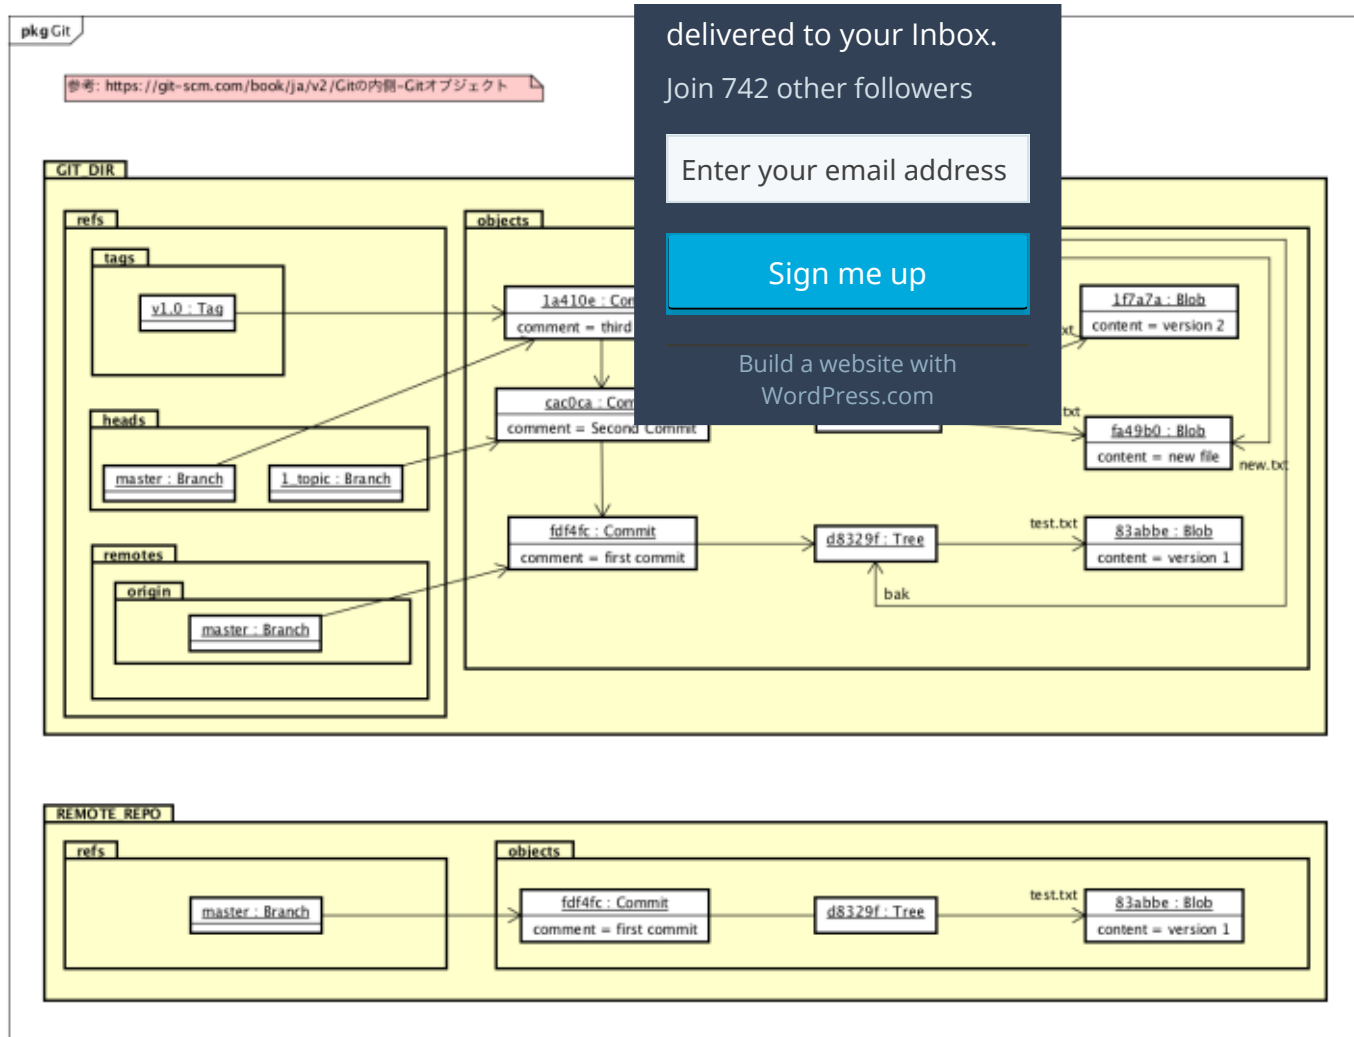 pkg Git
参考: https://git-scm.com/book/ja/v2/Gitの内側-Gitオブジェクト
delivered to your Inbox.
Join 742 other followers
Enter your email address
Sign me up
Build a website with
WordPress.com
GIT_DIR
refs
tags
v1.0 : Tag
heads
master : Branch
1_topic : Branch
remotes
origin
master : Branch
objects
1a410e :
comment = third
cac0ca :
comment = Second Commit
fdf4fc : Commit
comment = first commit
d8329f : Tree
bak
1f7a7a : Blob
content = version 2
fa49b0 : Blob
content = new file
new.txt
test.txt
83abbe : Blob
content = version 1
REMOTE_REPO
refs
master : Branch
objects
fdf4fc : Commit
comment = first commit
d8329f : Tree
test.txt
83abbe : Blob
content = version 1